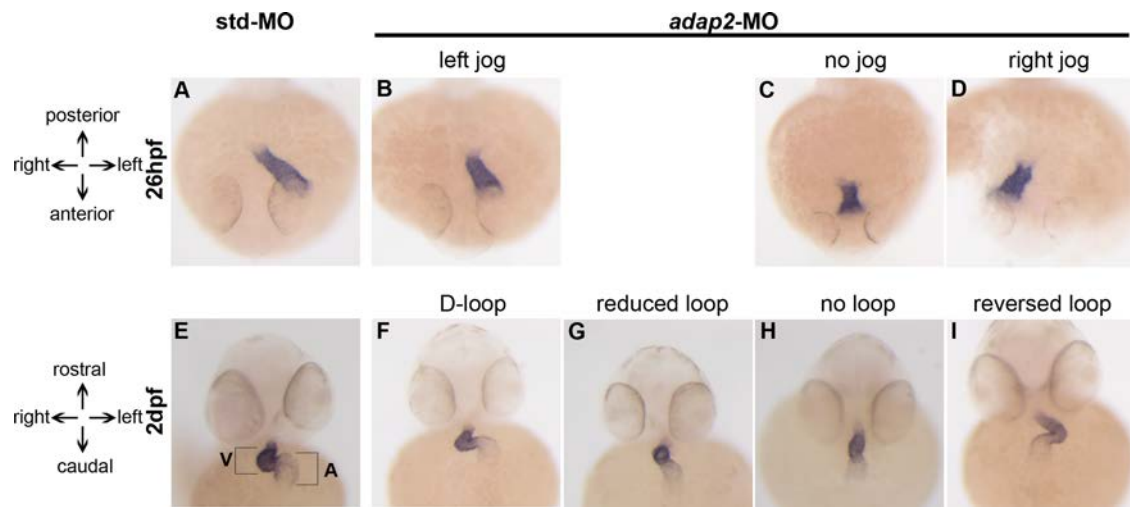 std-MO
adap2-MO
left jog
no jog
right jog
A
B
C
D
posterior
right
left
anterior
26hpf
D-loop
reduced loop
no loop
reversed loop
E
F
G
H
I
rostral
right
left
caudal
2dpf
V
A